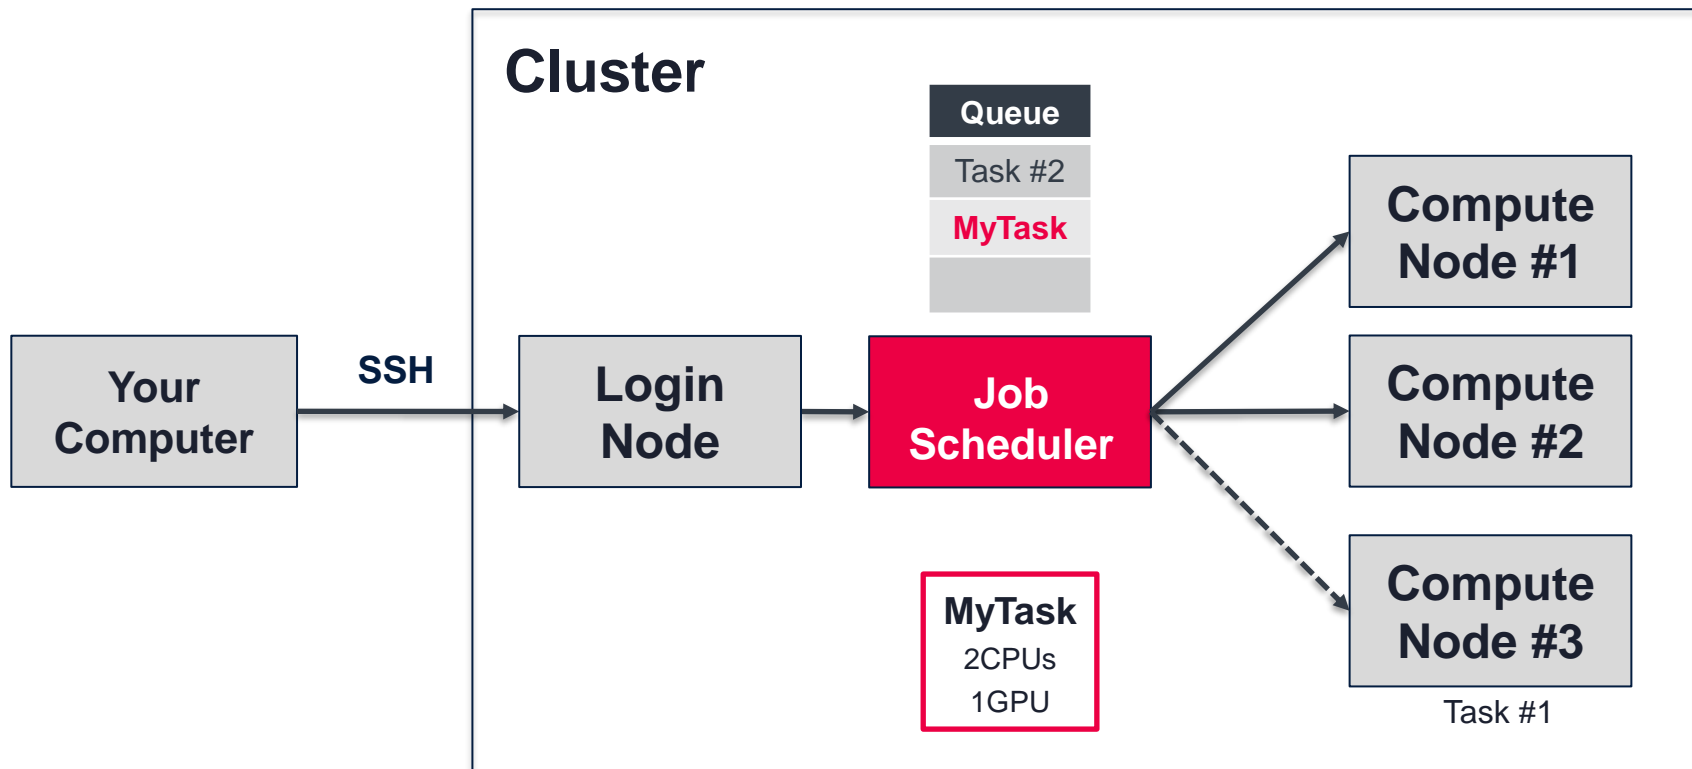 Cluster
Queue
Task #2
MyTask
Your
Computer
SSH
Login
Node
Job
Scheduler
Compute
Node #1
Compute
Node #2
Compute
Node #3
Task #1
MyTask
2CPUs
1GPU